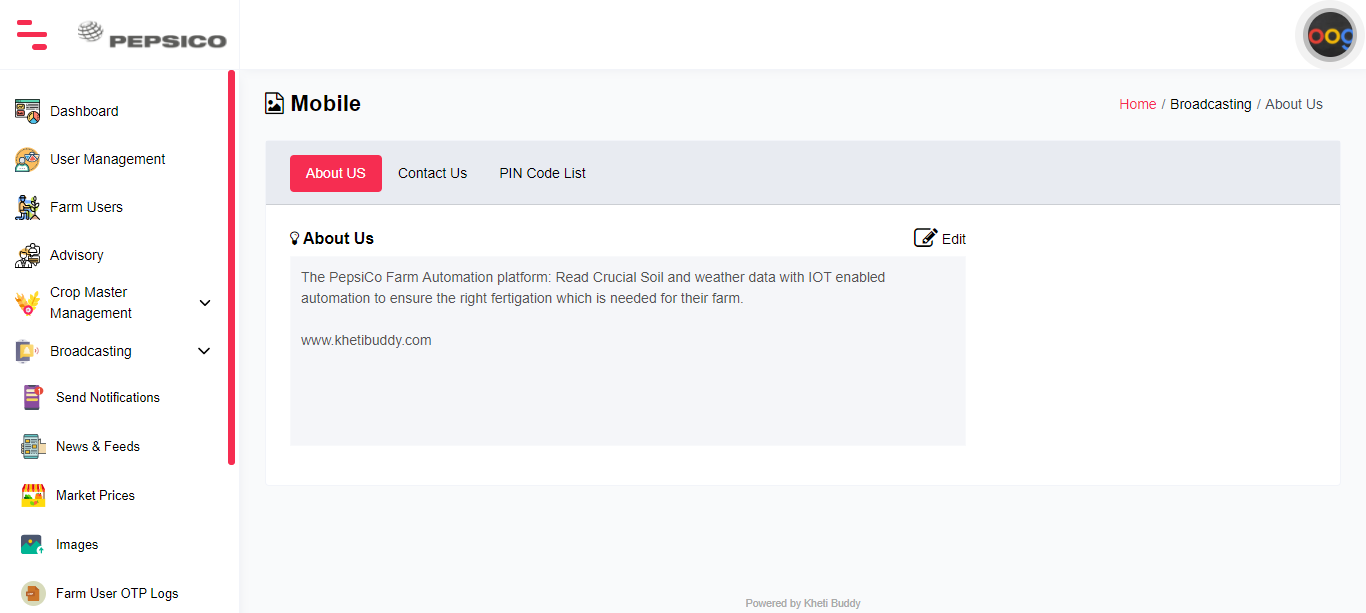 PEPSICO
oog
Dashboard
User Management
Farm Users
Advisory
Crop Master
Management
Broadcasting
Send Notifications
1
News & Feeds
Market Prices
Images
Farm User OTP Logs
Mobile
Home / Broadcasting / About Us
About US Contact Us PIN Code List
About Us
Edit
The PepsiCo Farm Automation platform: Read Crucial Soil and weather data with IOT enabled
automation to ensure the right fertigation which is needed for their farm.
www.khetibuddy.com
Powered by Kheti Buddy